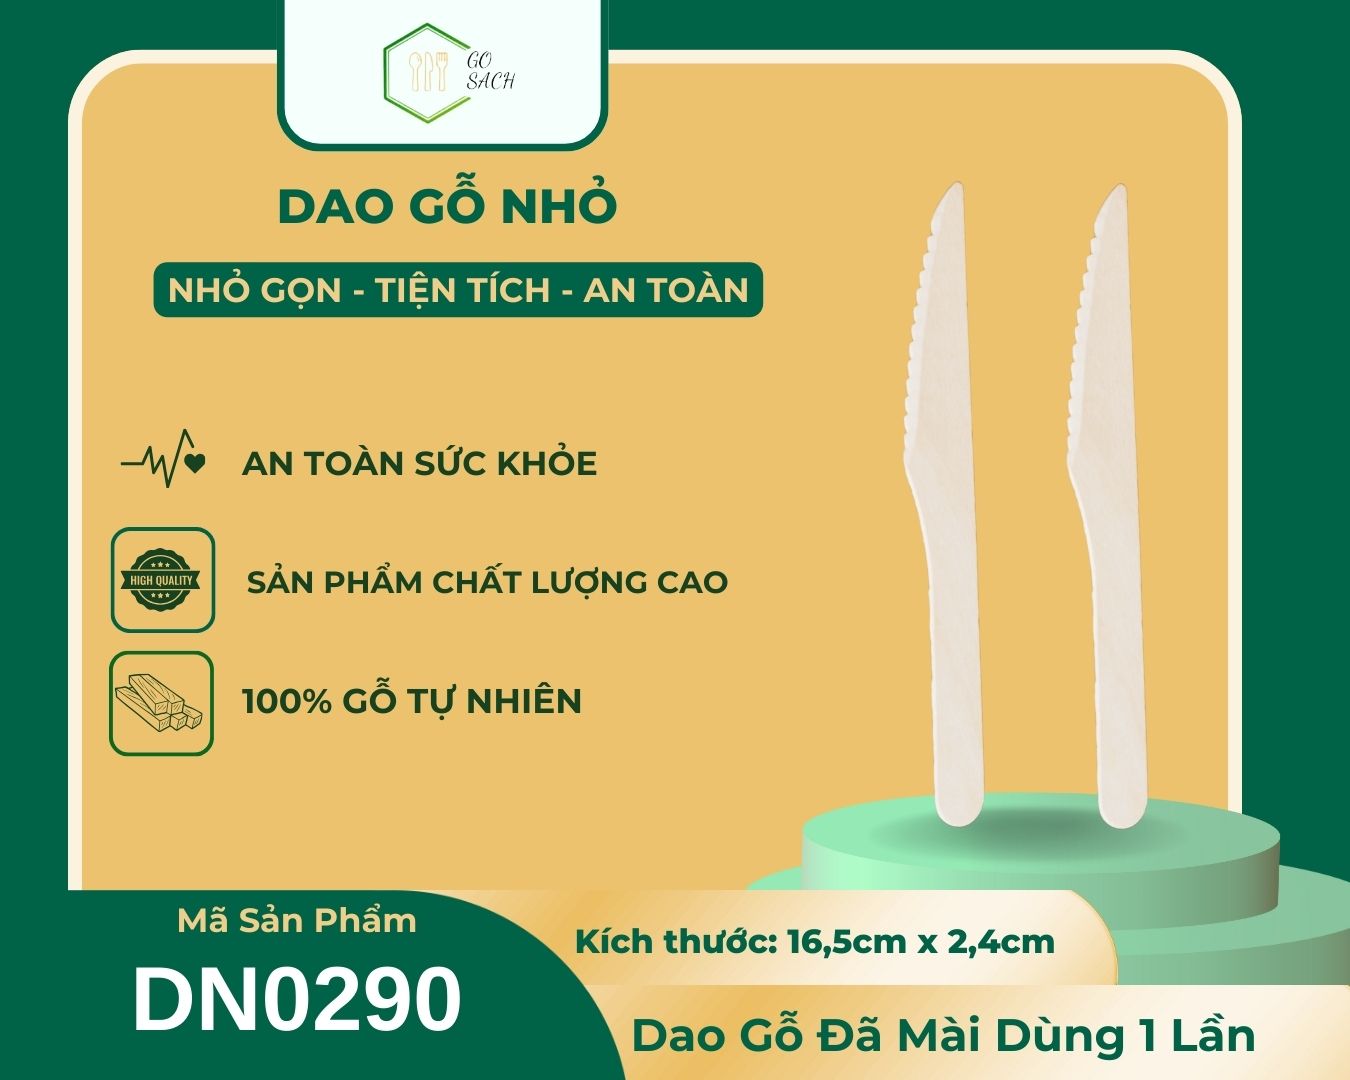 GO
SACH
DAO GỖ NHỎ
NHỎ GỌN - TIỆN TÍCH - AN TOÀN
AN TOÀN SỨC KHỎE
HIGH QUALITY
SẢN PHẨM CHẤT LƯỢNG CAO
100% GỖ TỰ NHIÊN
Mã Sản Phẩm
DN0290
Kích thước: 16,5cm x 2,4cm
Dao Gỗ Đã Mài Dùng 1 Lần